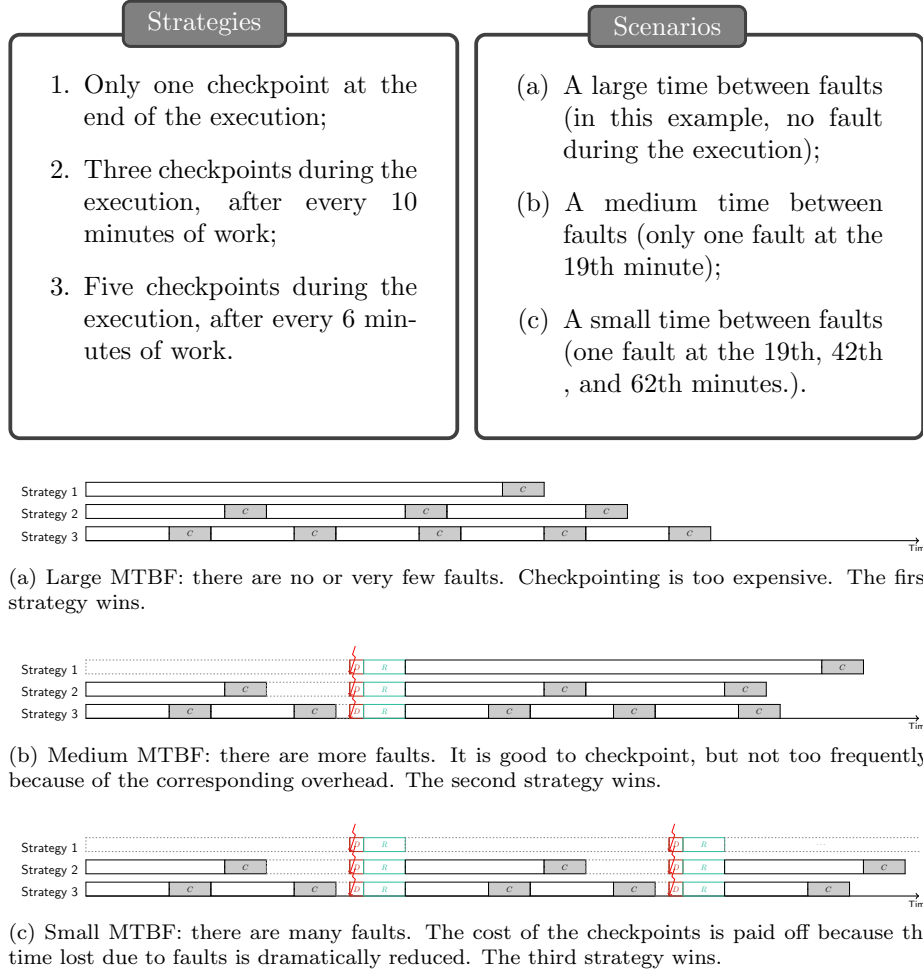 Strategies
1. Only one checkpoint at the
end of the execution;
2. Three checkpoints during the
execution, after every 10
minutes of work;
3. Five checkpoints during the
execution, after every 6 min-
utes of work.
Scenarios
(a) A large time between faults
(in this example, no fault
during the execution);
(b) A medium time between
faults (only one fault at the
19th minute);
(c) A small time between faults
(one fault at the 19th, 42th
, and 62th minutes.).
Strategy 1 C
Strategy 2 C C C
Strategy 3 C C C C C
Tim
(a) Large MTBF: there are no or very few faults. Checkpointing is too expensive. The firs
strategy wins.
Strategy 1 D R C
Strategy 2 C D R C C
Strategy 3 C C D R C C C
Tim
(b) Medium MTBF: there are more faults. It is good to checkpoint, but not too frequently
because of the corresponding overhead. The second strategy wins.
Strategy 1 D R D R ...
Strategy 2 C D R C D R C
Strategy 3 C C D R C C D R C
Tim
(c) Small MTBF: there are many faults. The cost of the checkpoints is paid off because th
time lost due to faults is dramatically reduced. The third strategy wins.